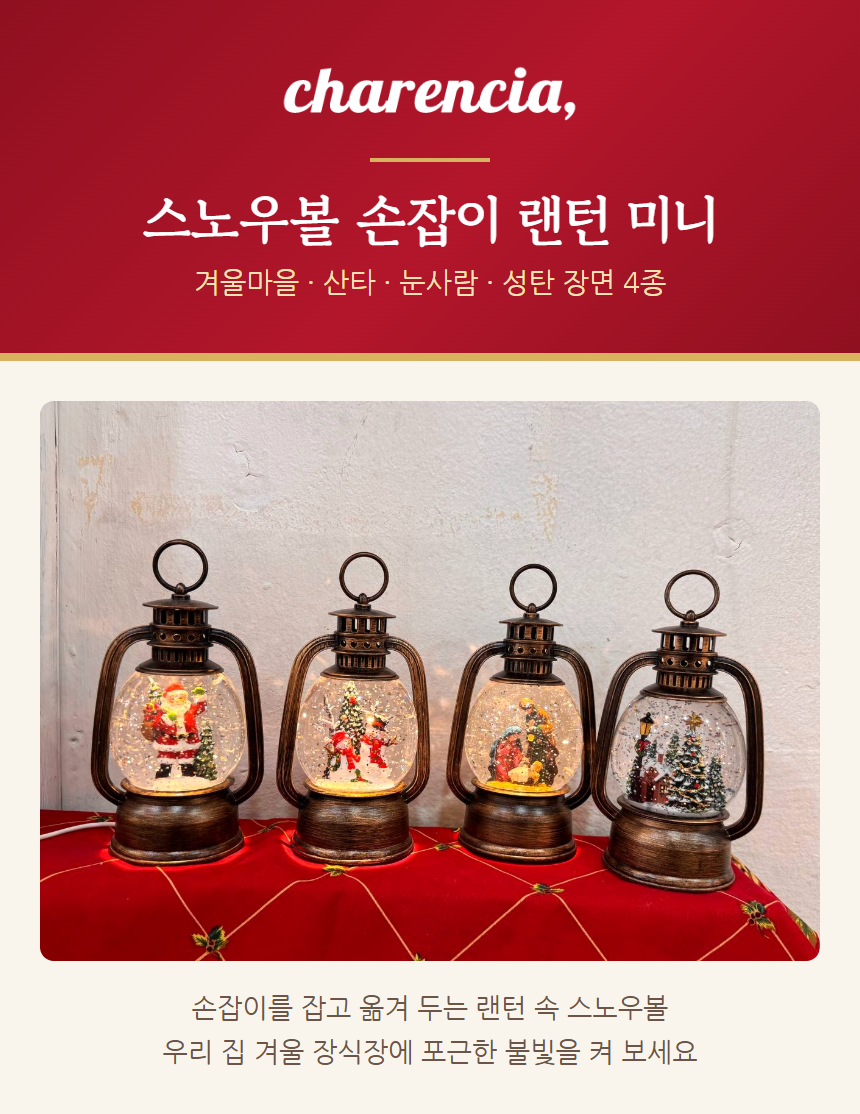 charencia,
스노우볼 손잡이 랜턴 미니
겨울마을 · 산타 · 눈사람 · 성탄 장면 4종
손잡이를 잡고 옮겨 두는 랜턴 속 스노우볼
우리 집 겨울 장식장에 포근한 불빛을 켜 보세요